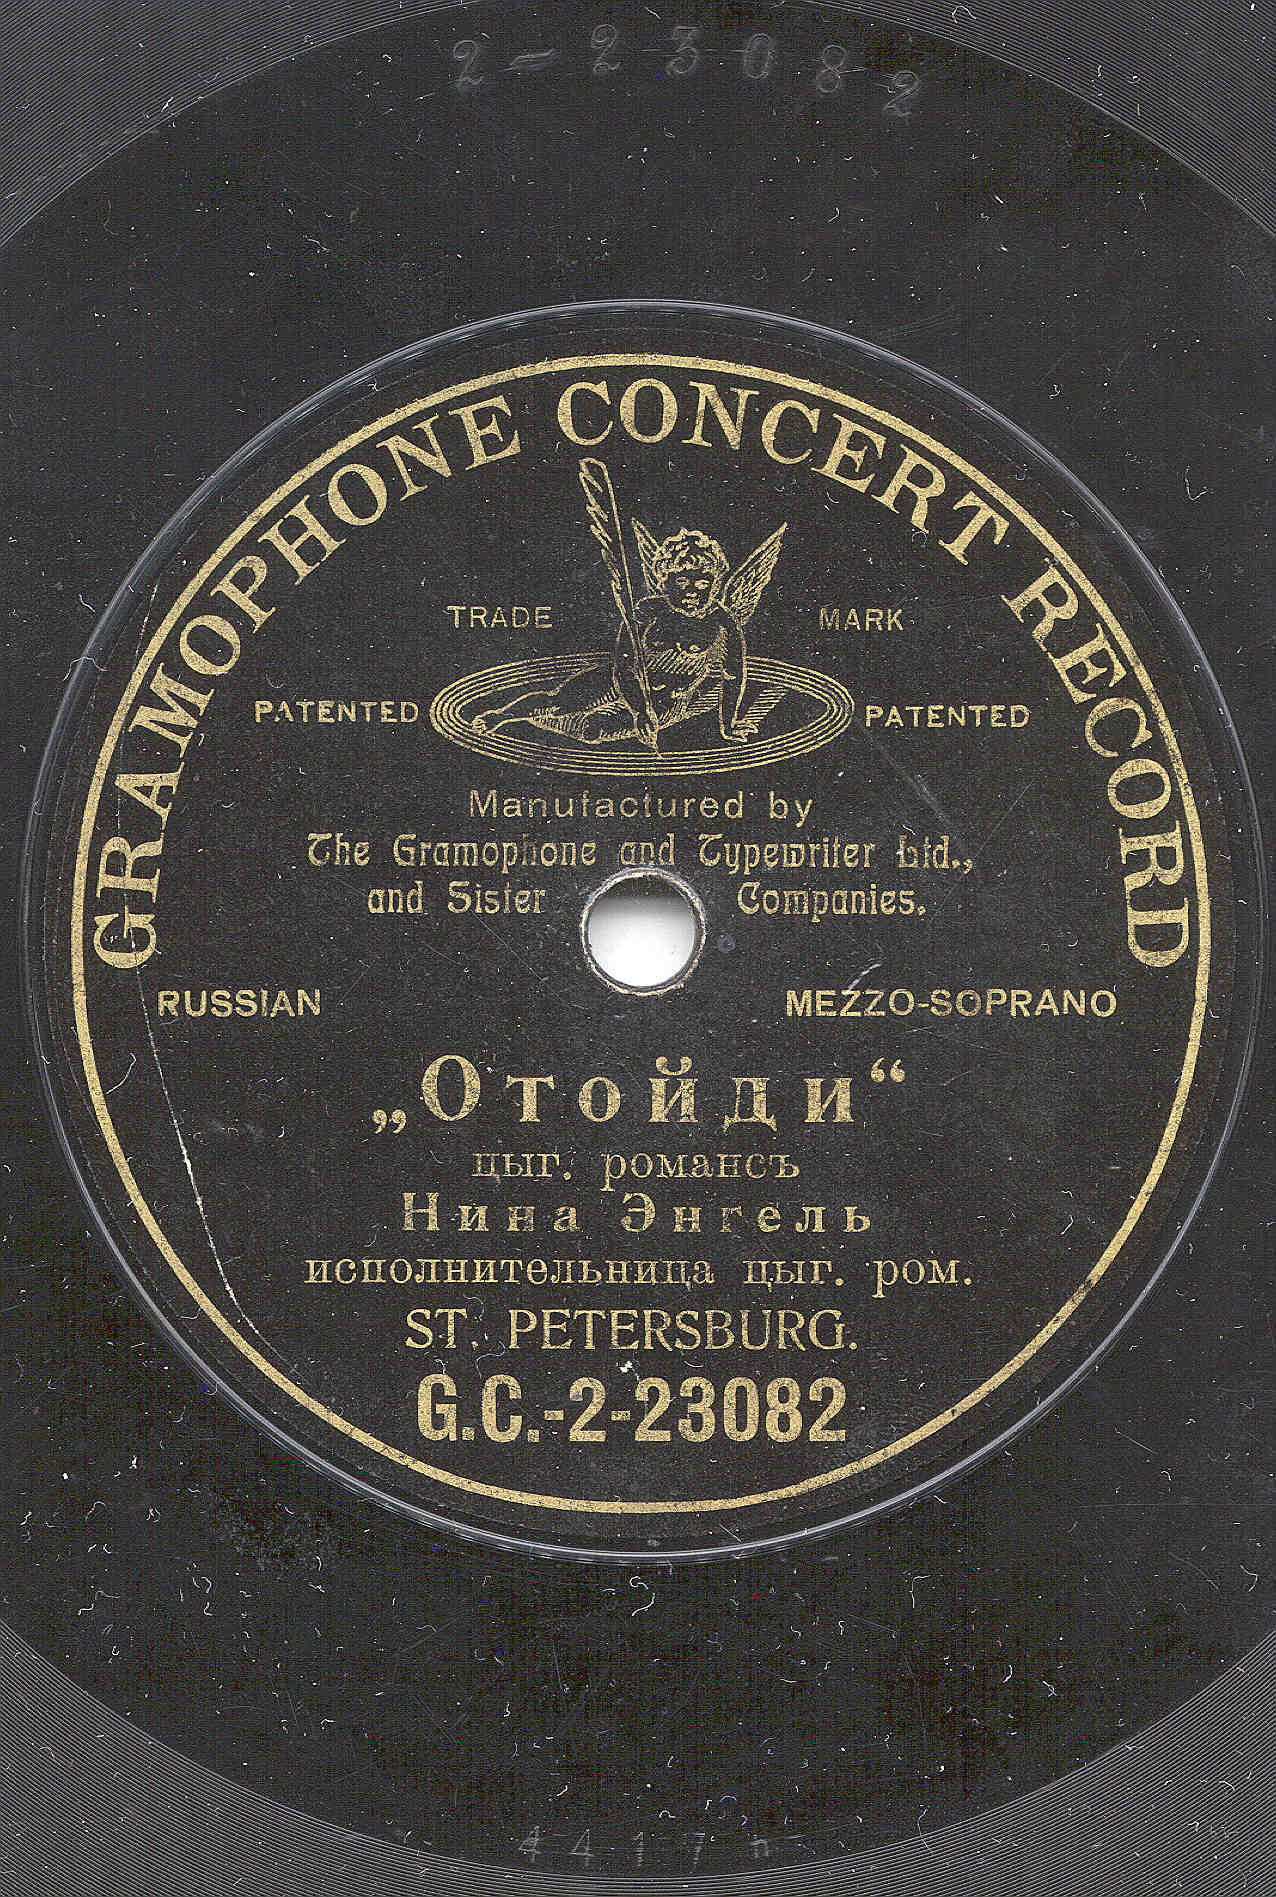 2-23082
GRAMOPHONE CONCERT RECORD
TRADE MARK
PATENTED PATENTED
Manufactured by
The Gramophone and Typewriter Ltd.,
and Sister Companies.
RUSSIAN MEZZO-SOPRANO
„Отойди“
цыг. романсъ
Нина Энгель
исполнительница цыг. ром.
ST. PETERSBURG.
G.C.-2-23082
4417h